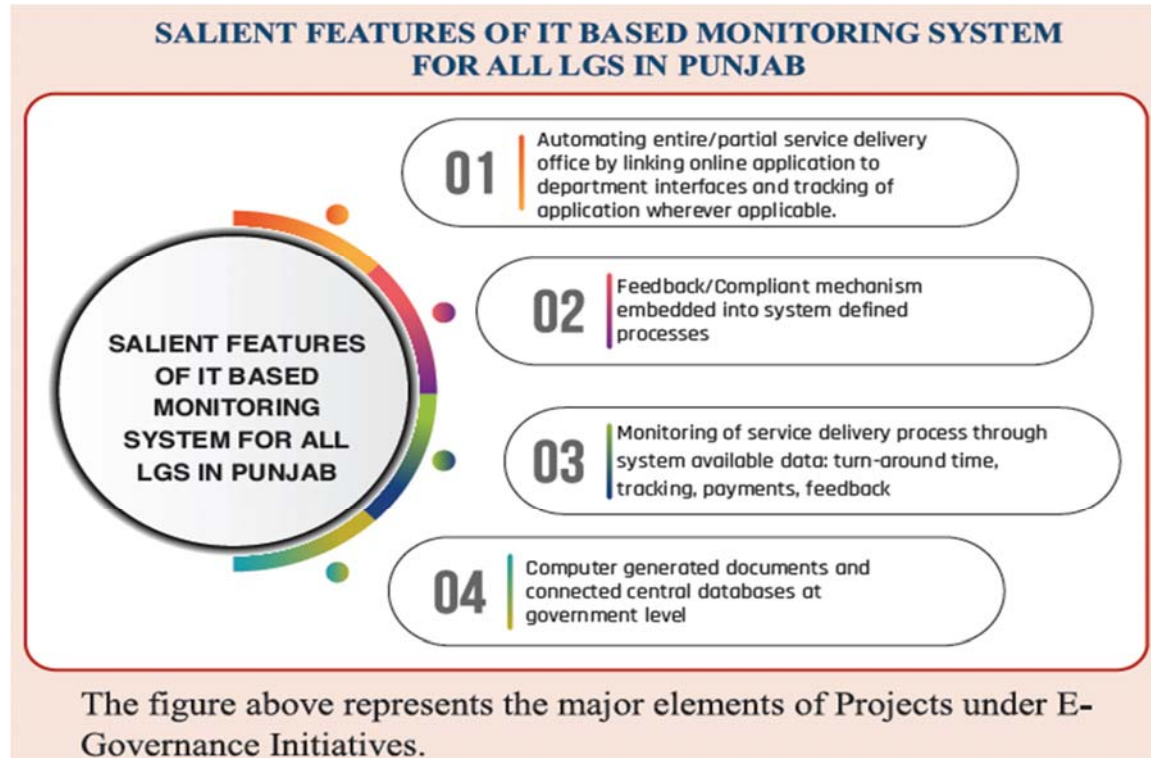 SALIENT FEATURES OF IT BASED MONITORING SYSTEM
FOR ALL LGS IN PUNJAB
SALIENT FEATURES
OF IT BASED
MONITORING
SYSTEM FOR ALL
LGS IN PUNJAB
01
Automating entire/partial service delivery
office by linking online application to
department interfaces and tracking of
application wherever applicable.
02
Feedback/Compliant mechanism
embedded into system defined
processes
03
Monitoring of service delivery process through
system available data: turn-around time,
tracking, payments, feedback
04
Computer generated documents and
connected central databases at
government level
The figure above represents the major elements of Projects under E-
Governance Initiatives.